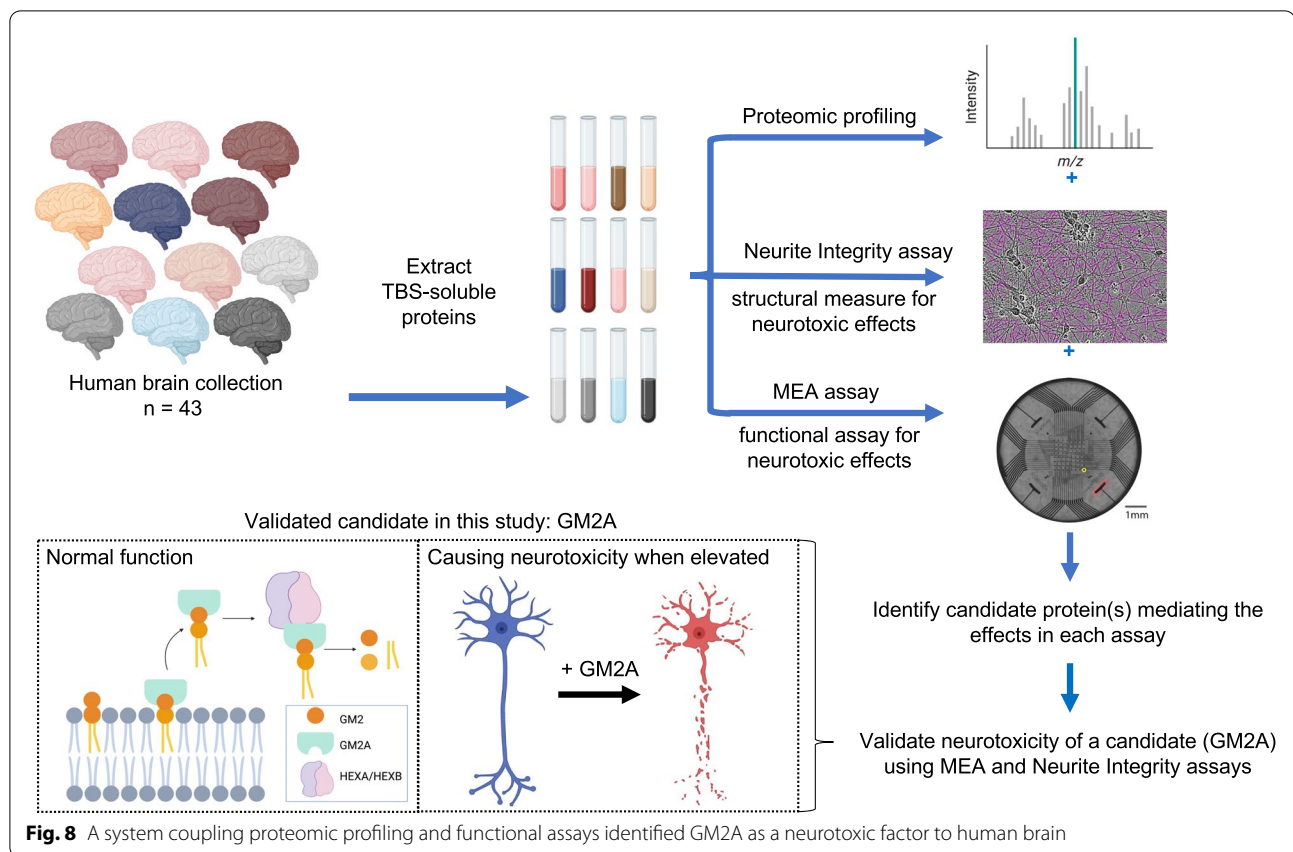 Human brain collection
n = 43
Extract
TBS-soluble
proteins
Proteomic profiling
Intensity
m/z
+
Neurite Integrity assay
structural measure for
neurotoxic effects
+
MEA assay
functional assay for
neurotoxic effects
1mm
Identify candidate protein(s) mediating the
effects in each assay
Validate neurotoxicity of a candidate (GM2A)
using MEA and Neurite Integrity assays
Validated candidate in this study: GM2A
Normal function
GM2
GM2A
HEXA/HEXB
Causing neurotoxicity when elevated
+ GM2A
Fig. 8 A system coupling proteomic profiling and functional assays identified GM2A as a neurotoxic factor to human brain